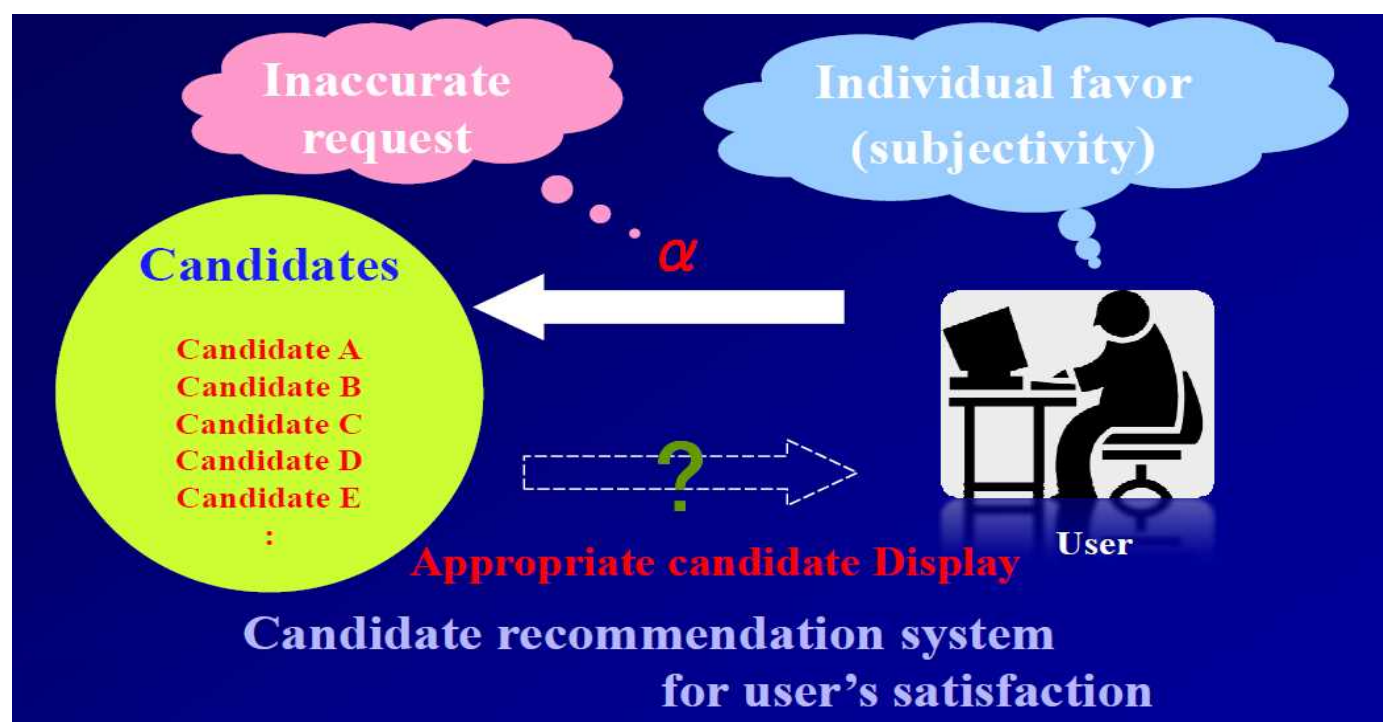 Inaccurate
request
Individual favor
(subjectivity)
α
Candidates
Candidate A
Candidate B
Candidate C
Candidate D
Candidate E
:
?
User
Appropriate candidate Display
Candidate recommendation system
for user’s satisfaction